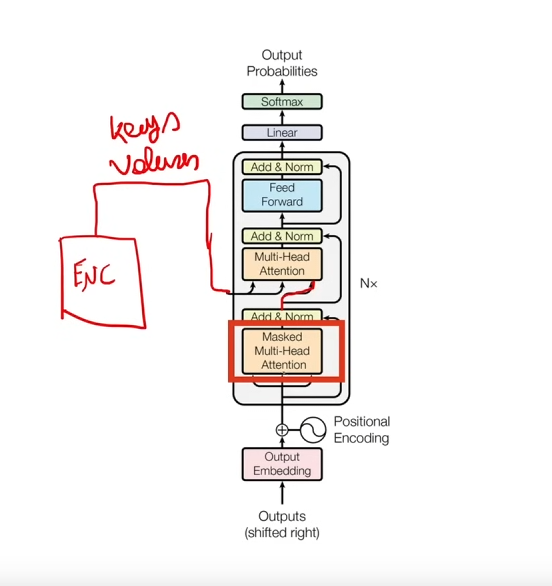 Output
Probabilities
Softmax
Linear
keys
values
Add & Norm
Feed
Forward
Add & Norm
Multi-Head
Attention
Nx
ENC
Add & Norm
Masked
Multi-Head
Attention
Positional
Encoding
Output
Embedding
Outputs
(shifted right)